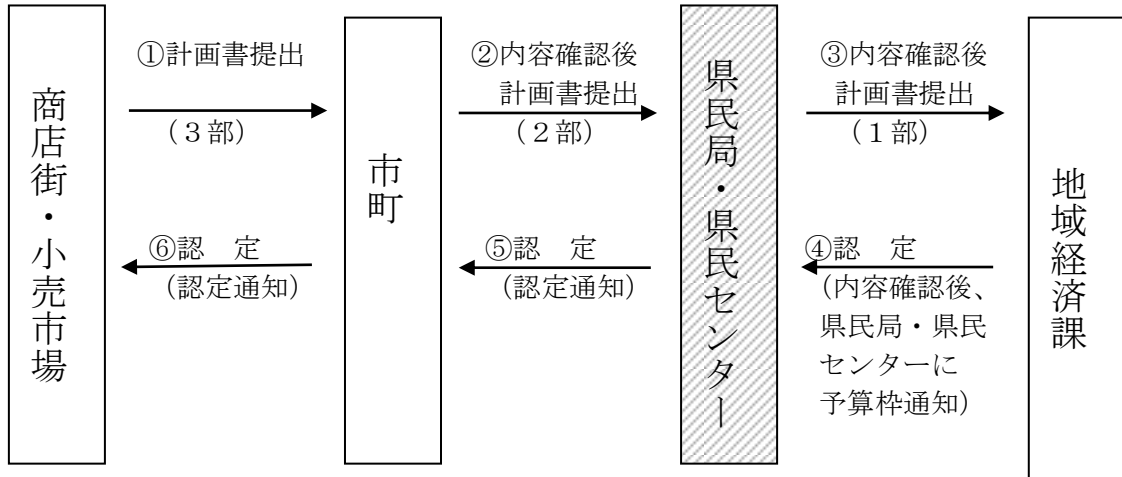 商店街・小売市場
①計画書提出
（３部）
⑥認　定
（認定通知）
市町
②内容確認後
計画書提出
（２部）
⑤認　定
（認定通知）
県民局・県民センター
③内容確認後
計画書提出
（１部）
④認　定
（内容確認後、
県民局・県民
センターに
予算枠通知）
地域経済課